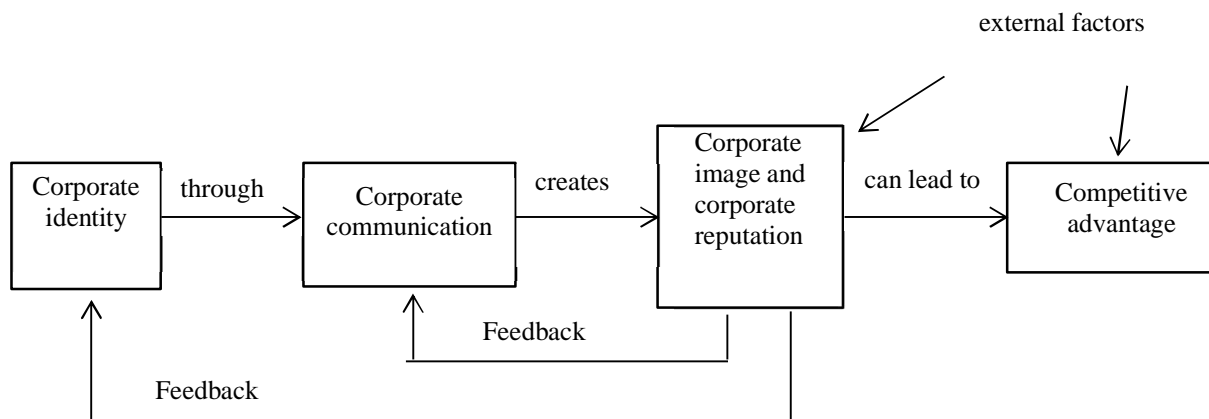 external factors
Corporate
identity
through
Corporate
communication
creates
Corporate
image and
corporate
reputation
can lead to
Competitive
advantage
Feedback
Feedback